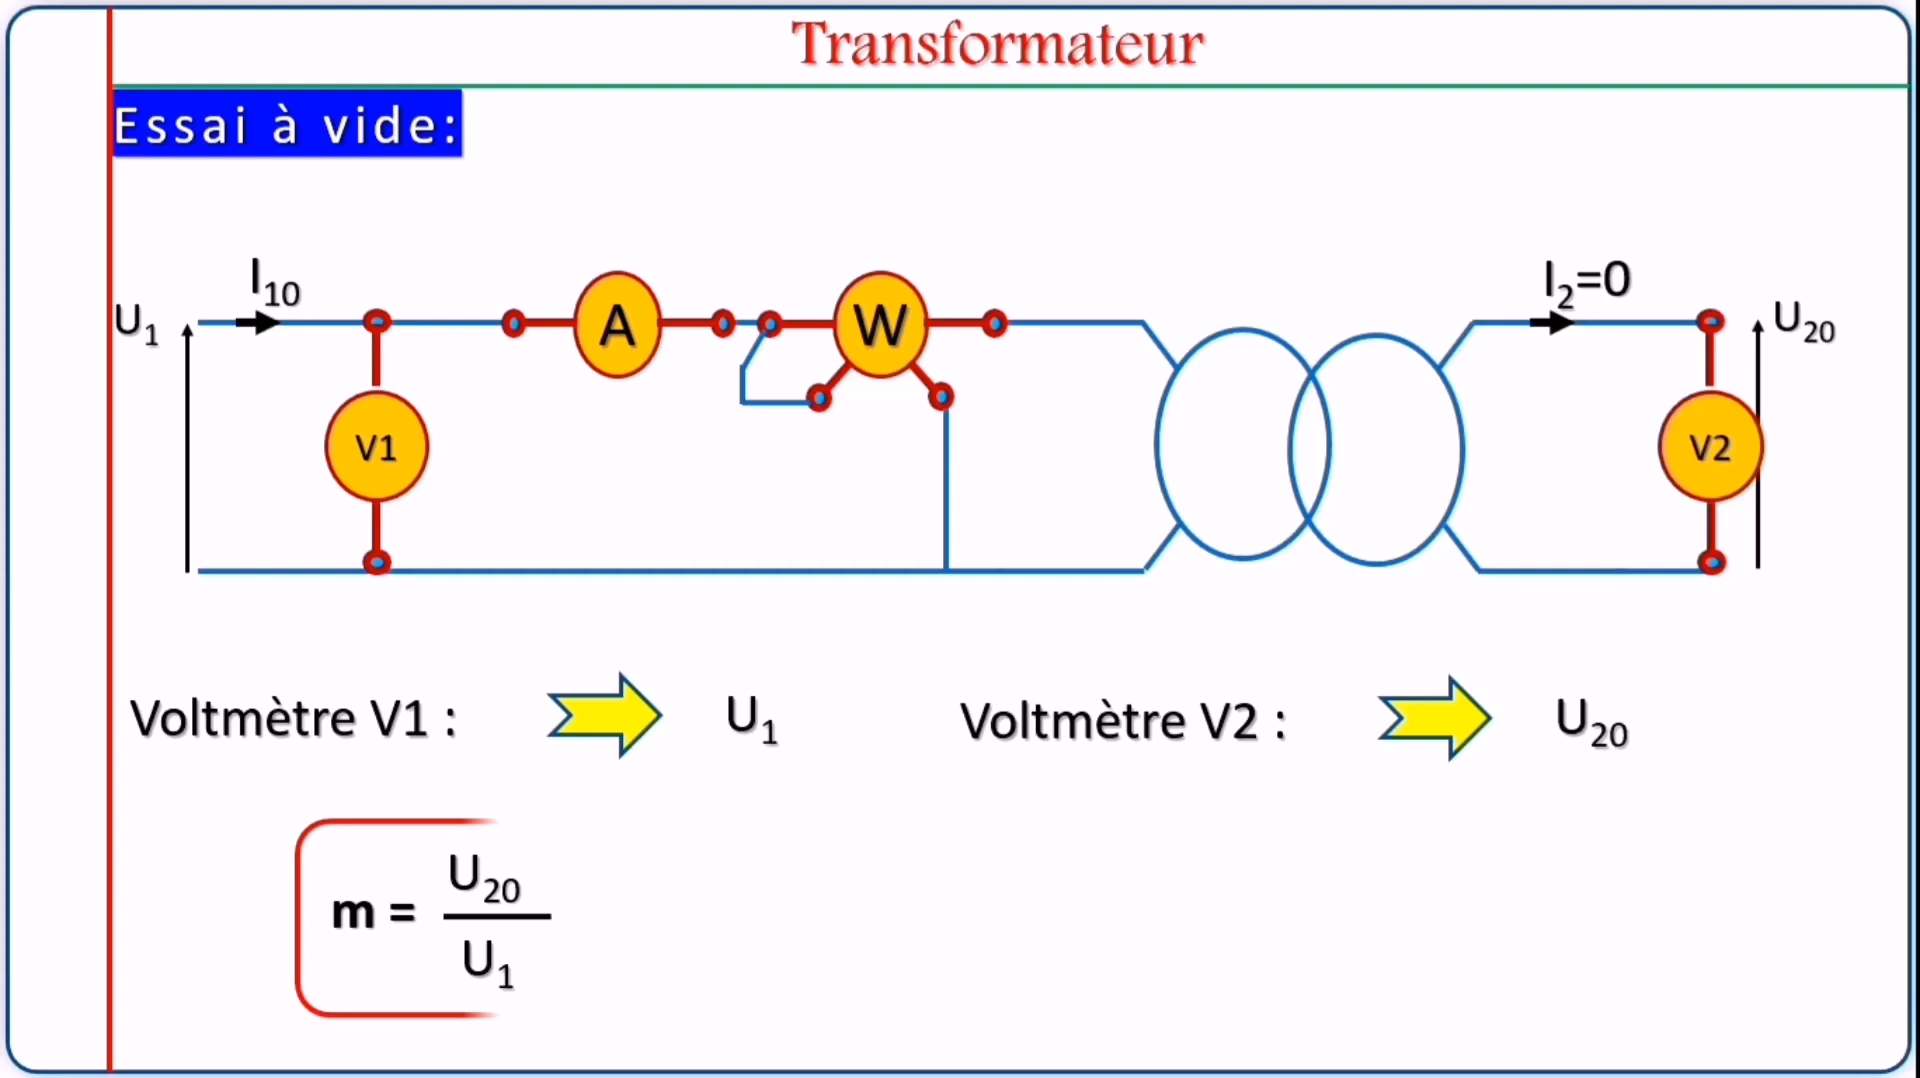 Transformateur
Essai à vide:
I10
I2=0
U1
U20
A
W
V1
V2
Voltmètre V1 :
U1
Voltmètre V2 :
U20
m = U20 / U1